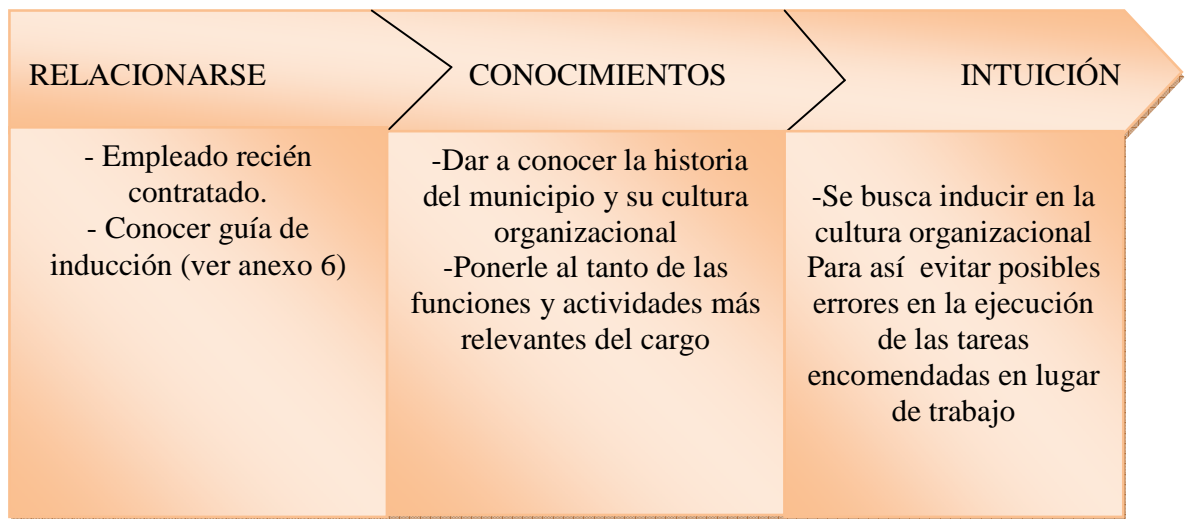 RELACIONARSE
CONOCIMIENTOS
INTUICIÓN
- Empleado recién
contratado.
- Conocer guía de
inducción (ver anexo 6)
-Dar a conocer la historia
del municipio y su cultura
organizacional
-Ponerle al tanto de las
funciones y actividades más
relevantes del cargo
-Se busca inducir en la
cultura organizacional
Para así  evitar posibles
errores en la ejecución
de las tareas
encomendadas en lugar
de trabajo